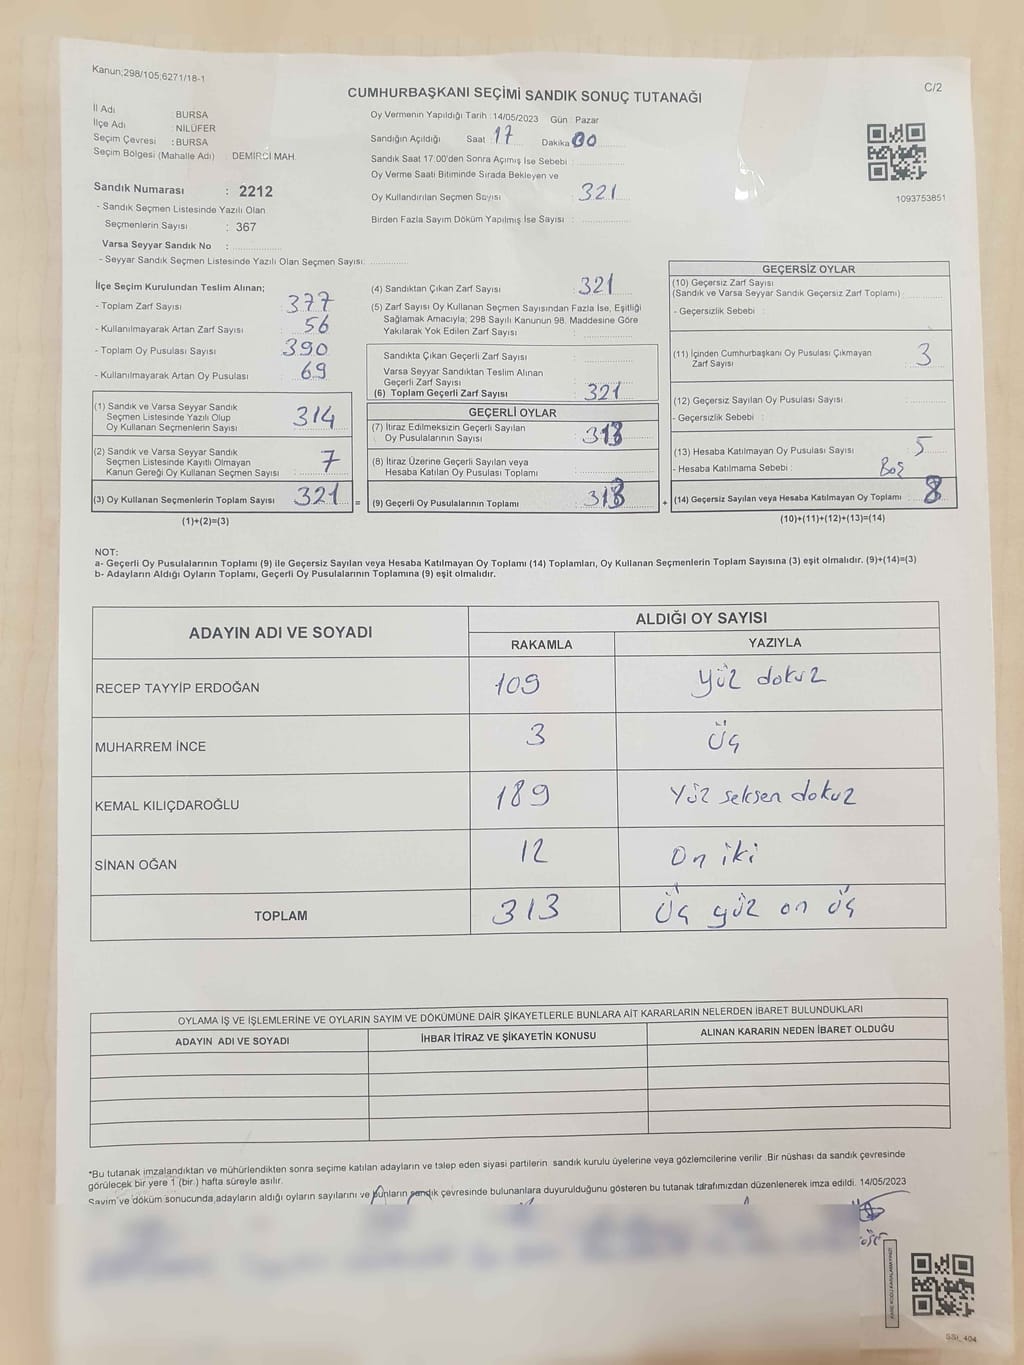 Kanun;298/105;6271/18-1
C/2
CUMHURBAŞKANI SEÇİMİ SANDIK SONUÇ TUTANAĞI
İl Adı : BURSA
İlçe Adı : NİLÜFER
Seçim Çevresi : BURSA
Seçim Bölgesi (Mahalle Adı) : DEMİRCİ MAH.
Sandık Numarası : 2212
- Sandık Seçmen Listesinde Yazılı Olan
Seçmenlerin Sayısı : 367
Varsa Seyyar Sandık No :
- Seyyar Sandık Seçmen Listesinde Yazılı Olan Seçmen Sayısı:
Oy Vermenin Yapıldığı Tarih : 14/05/2023 Gün : Pazar
Sandığın Açıldığı Saat : 17 Dakika : 00
Sandık Saat 17.00'den Sonra Açımış İse Sebebi :
Oy Verme Saati Bitiminde Sırada Bekleyen ve
Oy Kullandırılan Seçmen Sayısı : 321
Birden Fazla Sayım Döküm Yapılmış İse Sayısı :
1093753851
İlçe Seçim Kurulundan Teslim Alınan;
- Toplam Zarf Sayısı : 377
- Kullanılmayarak Artan Zarf Sayısı : 56
- Toplam Oy Pusulası Sayısı : 390
- Kullanılmayarak Artan Oy Pusulası : 69
(1) Sandık ve Varsa Seyyar Sandık
Seçmen Listesinde Yazılı Olup
Oy Kullanan Seçmenlerin Sayısı : 314
(2) Sandık ve Varsa Seyyar Sandık
Seçmen Listesinde Kayıtlı Olmayan
Kanun Gereği Oy Kullanan Seçmen Sayısı : 7
(3) Oy Kullanan Seçmenlerin Toplam Sayısı : 321 =
(1)+(2)=(3)
(4) Sandıktan Çıkan Zarf Sayısı : 321
(5) Zarf Sayısı Oy Kullanan Seçmen Sayısından Fazla İse, Eşitliği
Sağlamak Amacıyla; 298 Sayılı Kanunun 98. Maddesine Göre
Yakılarak Yok Edilen Zarf Sayısı :
Sandıkta Çıkan Geçerli Zarf Sayısı :
Varsa Seyyar Sandıktan Teslim Alınan
Geçerli Zarf Sayısı :
(6) Toplam Geçerli Zarf Sayısı : 321
GEÇERLİ OYLAR
(7) İtiraz Edilmeksizin Geçerli Sayılan
Oy Pusulalarının Sayısı : 313
(8) İtiraz Üzerine Geçerli Sayılan veya
Hesaba Katılan Oy Pusulası Toplamı :
(9) Geçerli Oy Pusulalarının Toplamı : 313 +
GEÇERSİZ OYLAR
(10) Geçersiz Zarf Sayısı
(Sandık ve Varsa Seyyar Sandık Geçersiz Zarf Toplamı) :
- Geçersizlik Sebebi :
(11) İçinden Cumhurbaşkanı Oy Pusulası Çıkmayan
Zarf Sayısı : 3
(12) Geçersiz Sayılan Oy Pusulası Sayısı :
- Geçersizlik Sebebi :
(13) Hesaba Katılmayan Oy Pusulası Sayısı : 5
- Hesaba Katılmama Sebebi : Boş
(14) Geçersiz Sayılan veya Hesaba Katılmayan Oy Toplamı : 8
(10)+(11)+(12)+(13)=(14)
NOT:
a- Geçerli Oy Pusulalarının Toplamı (9) ile Geçersiz Sayılan veya Hesaba Katılmayan Oy Toplamı (14) Toplamları, Oy Kullanan Seçmenlerin Toplam Sayısına (3) eşit olmalıdır. (9)+(14)=(3)
b- Adayların Aldığı Oyların Toplamı, Geçerli Oy Pusulalarının Toplamına (9) eşit olmalıdır.
ADAYIN ADI VE SOYADI
ALDIĞI OY SAYISI
RAKAMLA YAZIYLA
RECEP TAYYİP ERDOĞAN 109 Yüz dokuz
MUHARREM İNCE 3 Üç
KEMAL KILIÇDAROĞLU 189 Yüz seksen dokuz
SİNAN OĞAN 12 On iki
TOPLAM 313 Üç yüz on üç
OYLAMA İŞ VE İŞLEMLERİNE VE OYLARIN SAYIM VE DÖKÜMÜNE DAİR ŞİKAYETLERLE BUNLARA AİT KARARLARIN NELERDEN İBARET BULUNDUKLARI
ADAYIN ADI VE SOYADI İHBAR İTİRAZ VE ŞİKAYETİN KONUSU ALINAN KARARIN NEDEN İBARET OLDUĞU
*Bu tutanak imzalandıktan ve mühürlendikten sonra seçime katılan adayların ve talep eden siyasi partilerin sandık kurulu üyelerine veya gözlemcilerine verilir. Bir nüshası da sandık çevresinde
görülecek bir yere 1 (bir.) hafta süreyle asılır.
Sayım ve döküm sonucunda adayların aldığı oyların sayılarını ve bunların sandık çevresinde bulunanlara duyurulduğunu gösteren bu tutanak tarafımızdan düzenlenerek imza edildi. 14/05/2023
SSI_404